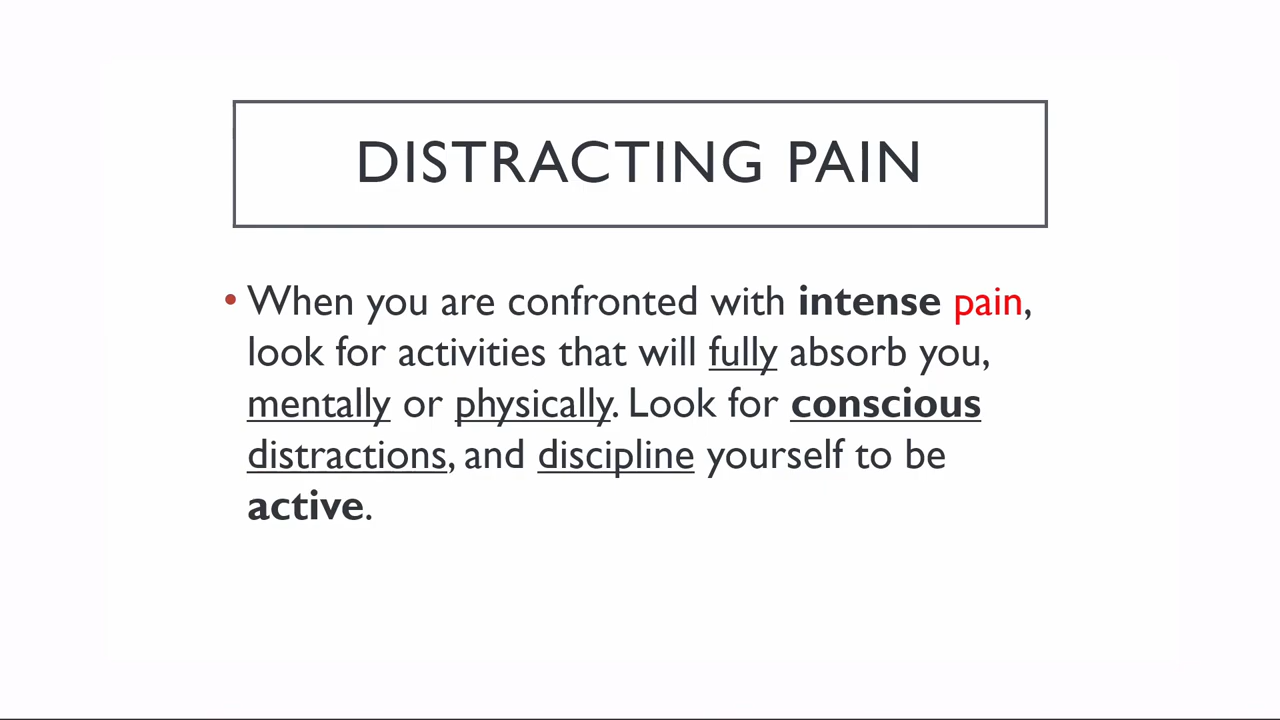 DISTRACTING PAIN
• When you are confronted with intense pain,
look for activities that will fully absorb you,
mentally or physically. Look for conscious
distractions, and discipline yourself to be
active.